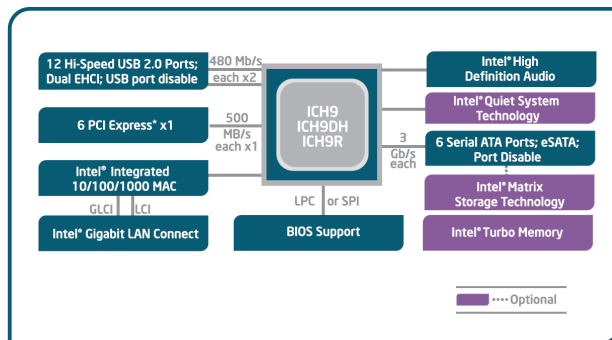 12 Hi-Speed USB 2.0 Ports;
Dual EHCI; USB port disable
480 Mb/s
each x2
6 PCI Express* x1
500
MB/s
each x1
Intel® Integrated
10/100/1000 MAC
GLCI
LCI
Intel® Gigabit LAN Connect
ICH9
ICH9DH
ICH9R
LPC or SPI
BIOS Support
Intel® High
Definition Audio
Intel® Quiet System
Technology
3
Gb/s
each
6 Serial ATA Ports; eSATA;
Port Disable
Intel® Matrix
Storage Technology
Intel® Turbo Memory
Optional